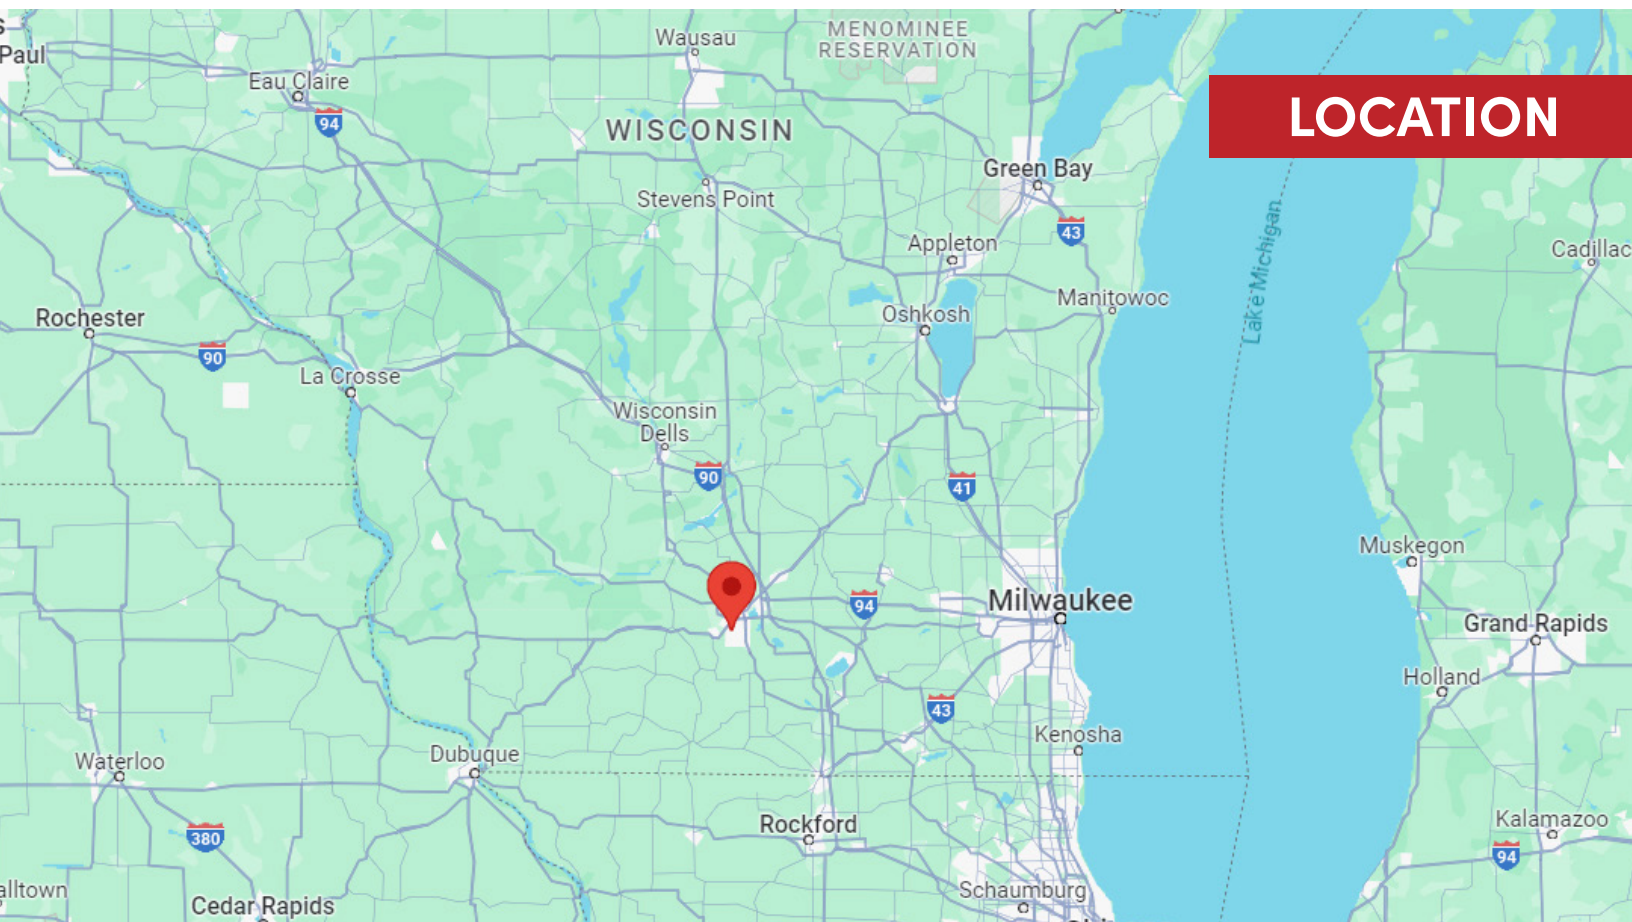 Paul
Wausau
MENOMINEE
RESERVATION
Eau Claire
94
LOCATION
WISCONSIN
Green Bay
Stevens Point
43
Appleton
Cadillac
Lake Michigan
Manitowoc
Oshkosh
Rochester
90
La Crosse
Wisconsin
Dells
90
41
Muskegon
94
Milwaukee
Grand Rapids
Holland
43
Kenosha
Dubuque
Waterloo
Rockford
Kalamazoo
380
94
alltown
Schaumburg
Cedar Rapids